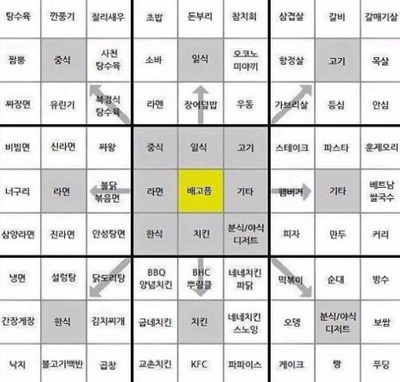 탕수육 깐풍기 칠리새우 초밥 돈부리 참치회 삼겹살 갈비 갈매기살
짬뽕 중식 사천 탕수육 소바 일식 오코노 미야끼 항정살 고기 목살
짜장면 유린기 북경식 탕수육 라멘 장어덮밥 우동 가브리살 등심 안심
비빔면 신라면 짜왕 중식 일식 고기 스테이크 파스타 훈제오리
너구리 라면 불닭 볶음면 라면 배고픔 기타 햄버거 기타 베트남 쌀국수
삼양라면 진라면 안성탕면 한식 치킨 분식/야식 디저트 피자 만두 커리
냉면 설렁탕 닭도리탕 BBQ 양념치킨 BHC 뿌링클 네네치킨 파닭 떡볶이 순대 빙수
간장게장 한식 김치찌개 굽네치킨 치킨 네네치킨 스노윙 오뎅 분식/야식 디저트 보쌈
낙지 불고기백반 곱창 교촌치킨 KFC 파파이스 케이크 빵 푸딩